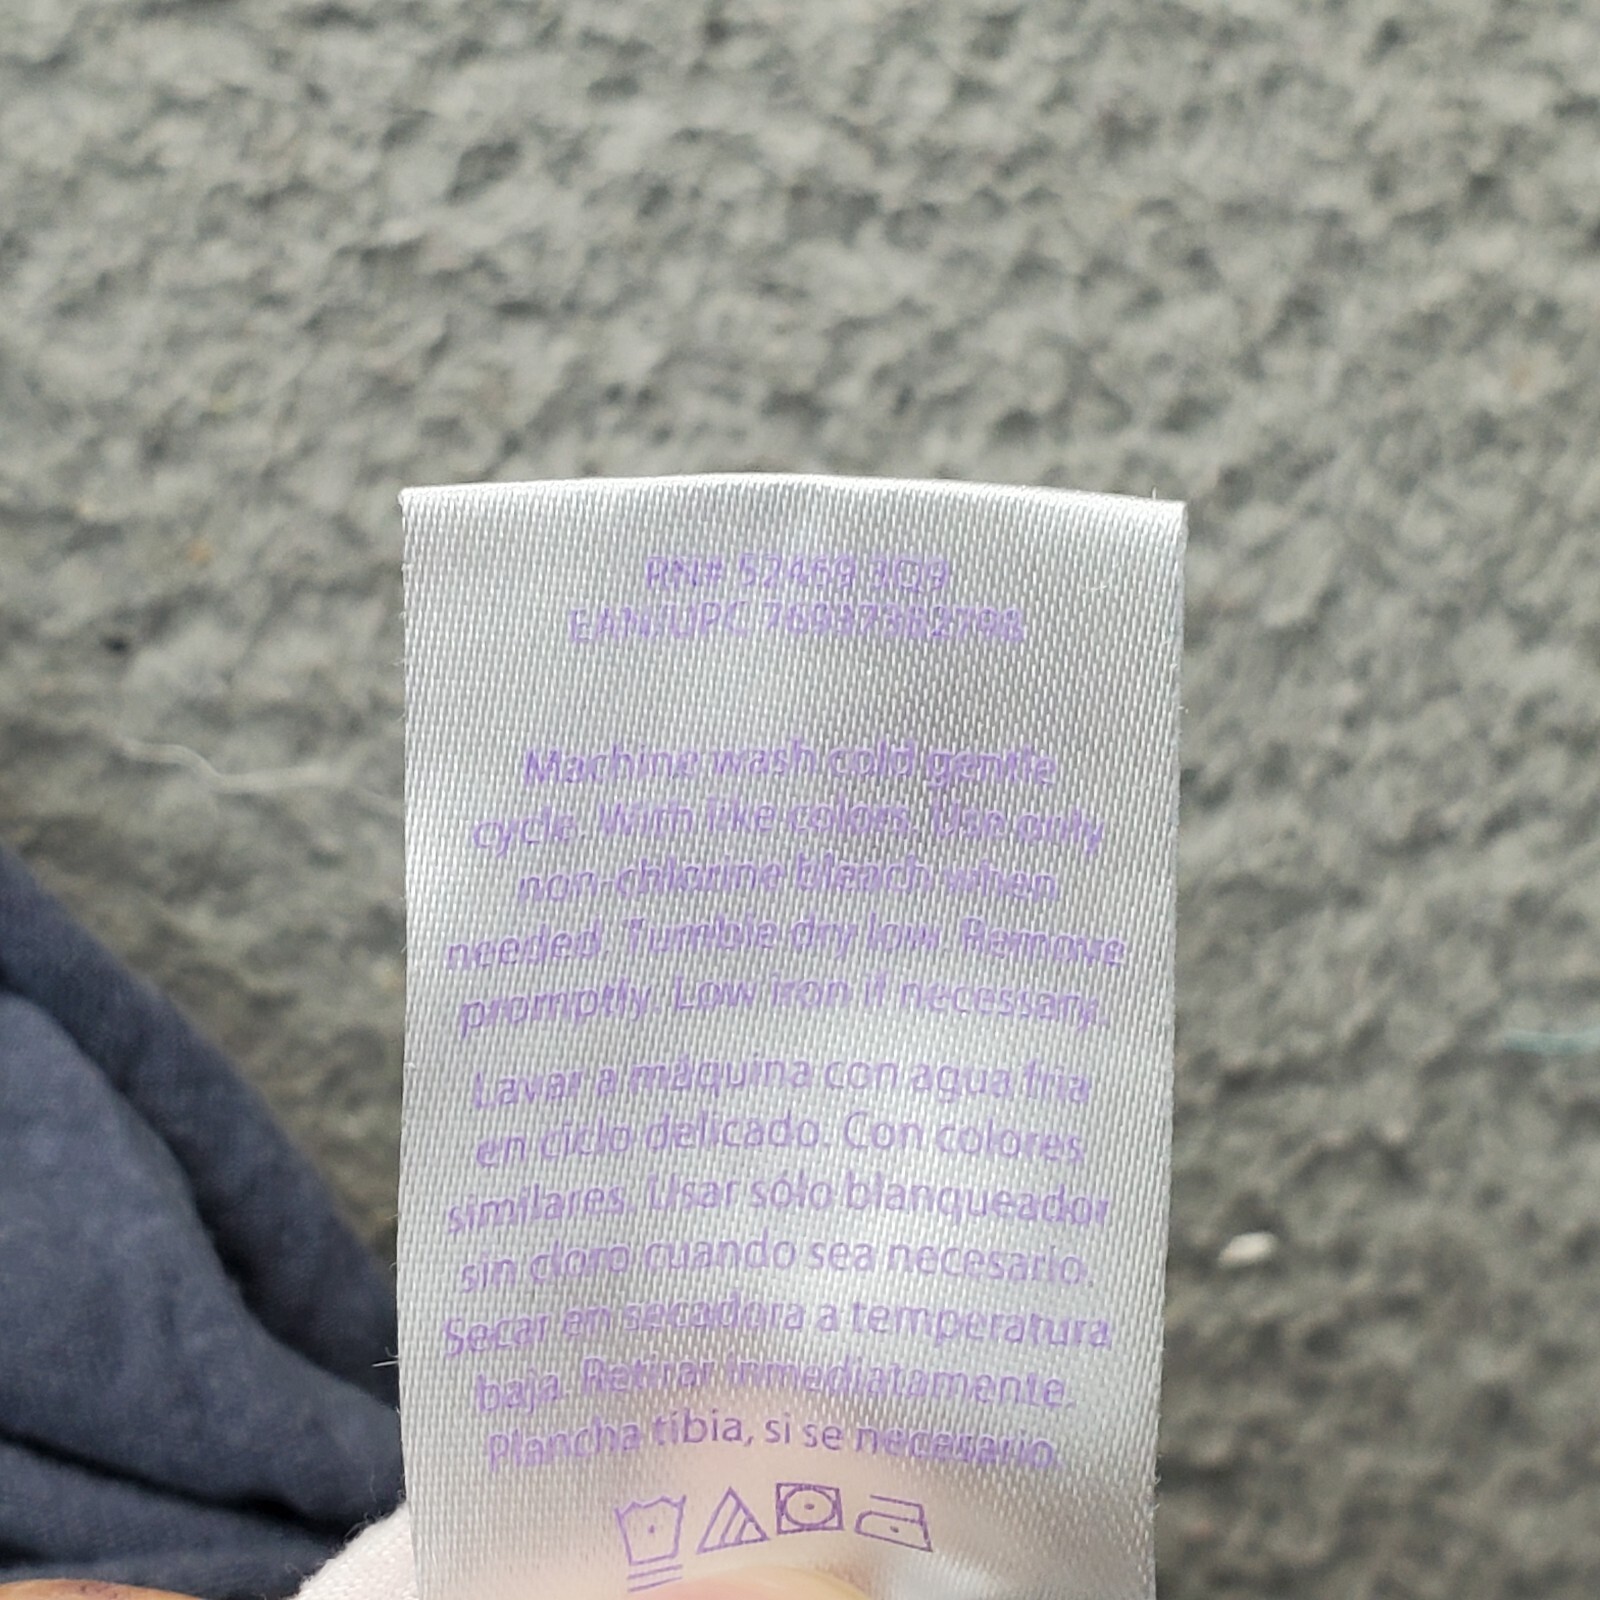 RN# 52469 3Q9
EAN/UPC
Machine wash cold gentle
cycle. With like colors. Use only
non-chlorine bleach when
needed. Tumble dry low. Remove
promptly. Low iron if necessary.
Lavar a máquina con agua fria
en ciclo delicado. Con colores
similares. Usar sólo blanqueador
sin cloro cuando sea necesario.
Secar en secadora a temperatura
baja. Retirar inmediatamente.
Plancha tibia, si se necesario.